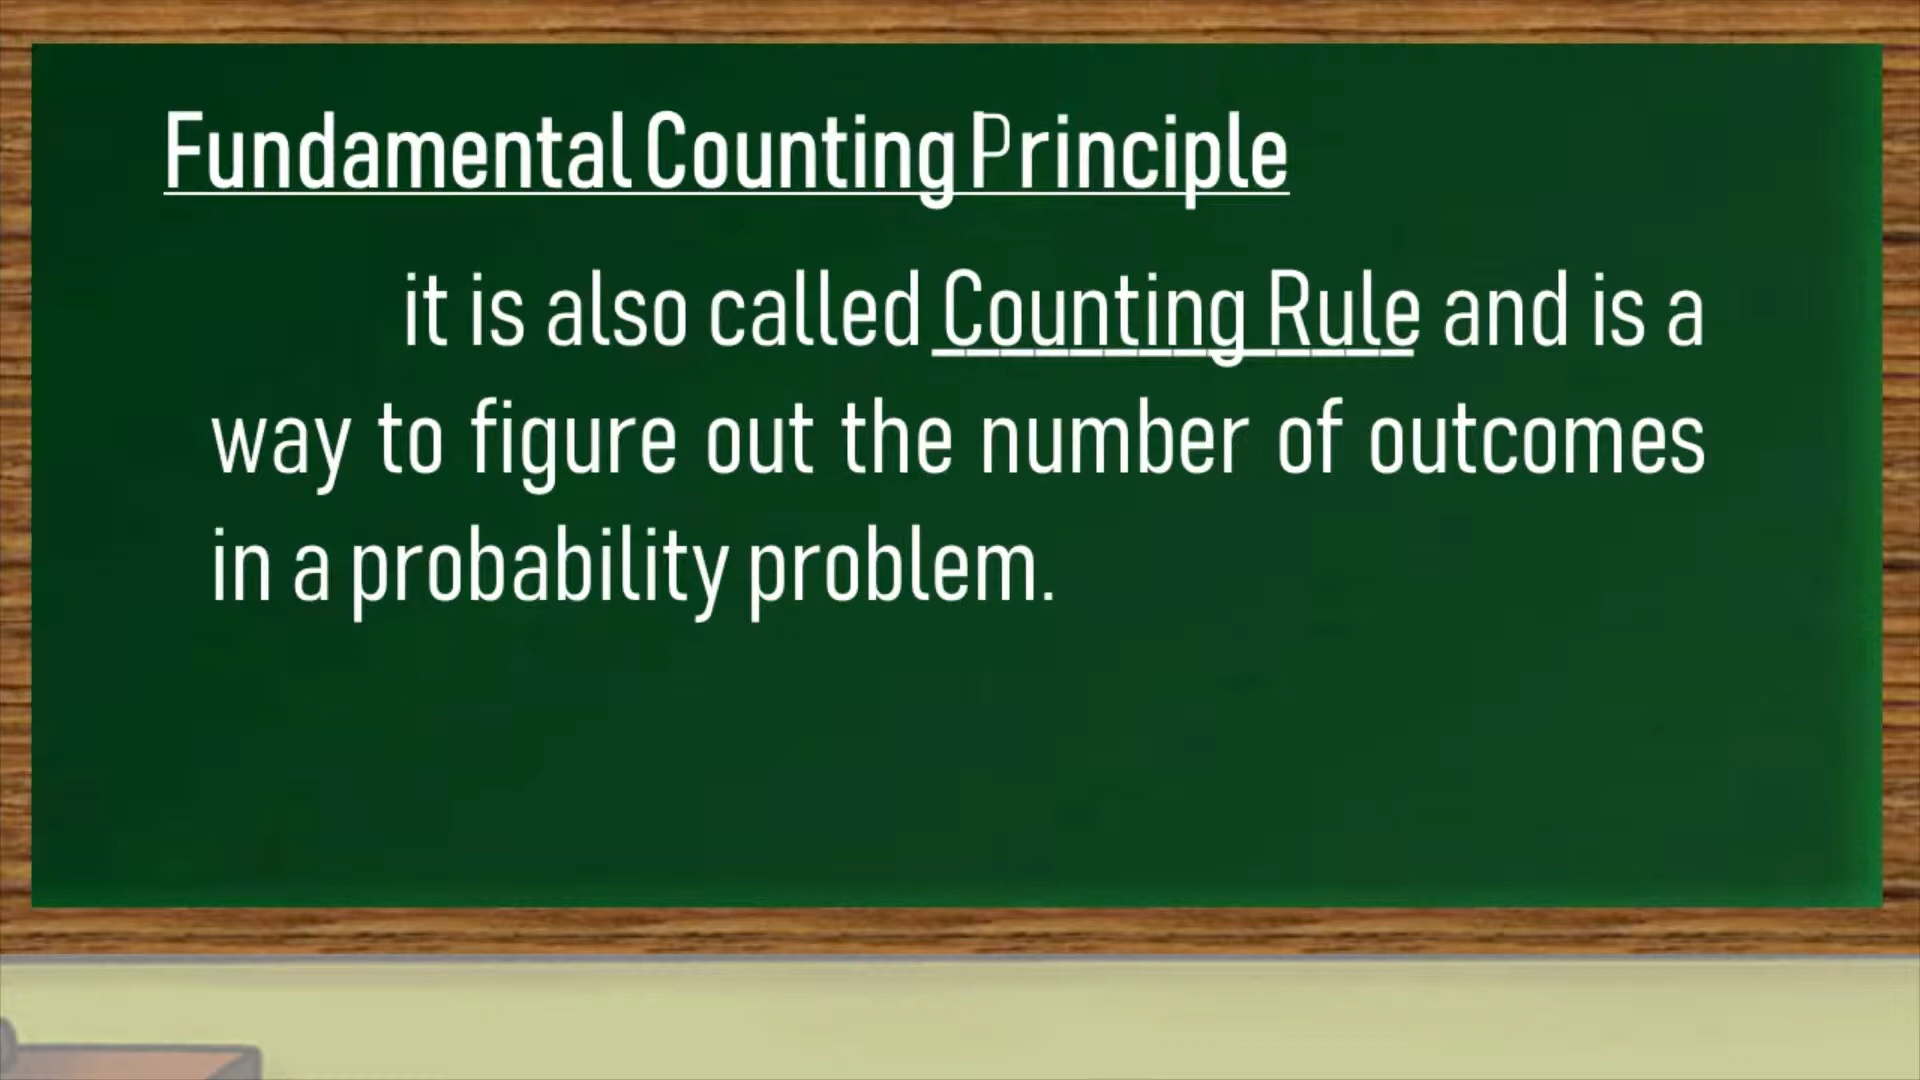 Fundamental Counting Principle
it is also called Counting Rule and is a
way to figure out the number of outcomes
in a probability problem.